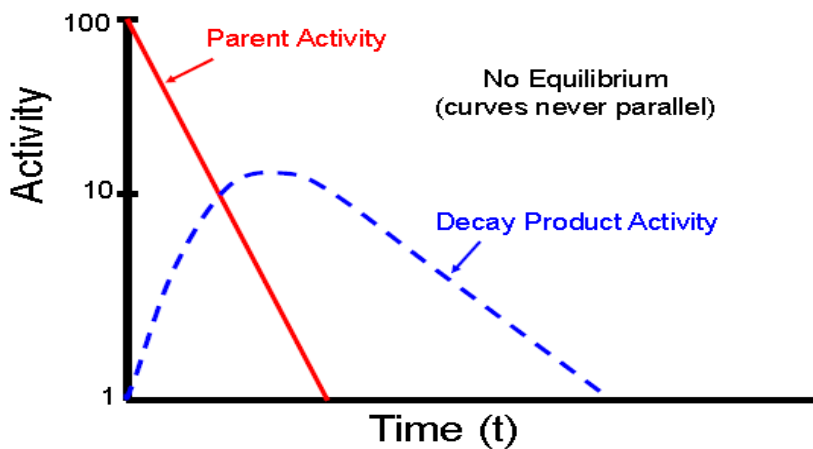 100
Parent Activity
No Equilibrium
(curves never parallel)
Activity
10
Decay Product Activity
1
Time (t)